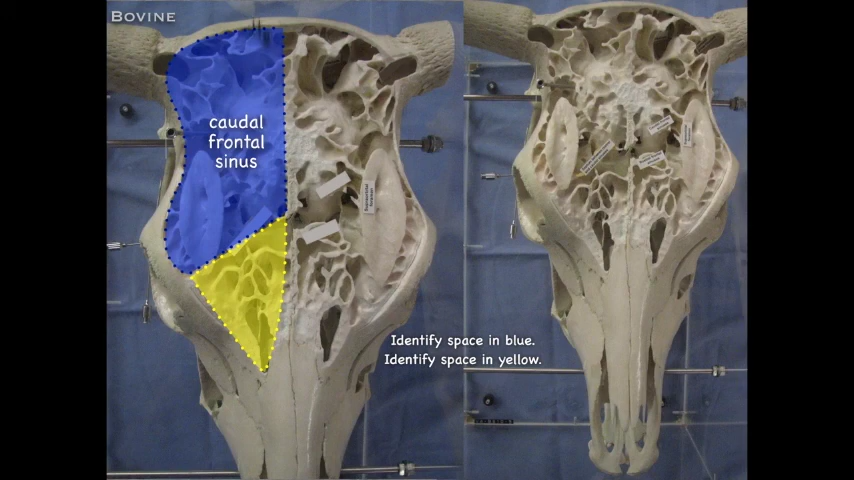 BOVINE
caudal
frontal
sinus
Identify space in blue.
Identify space in yellow.